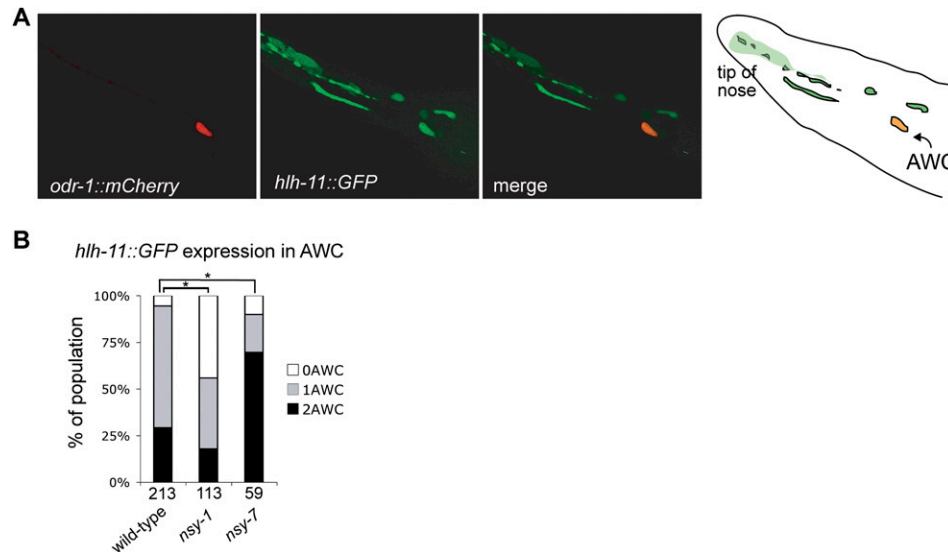 A
odr-1::mCherry
hlh-11::GFP
merge
tip of
nose
AWC
B
hlh-11::GFP expression in AWC
*
*
% of population
100%
75%
50%
25%
0%
0AWC
1AWC
2AWC
213
113
59
wild-type
nsy-1
nsy-7